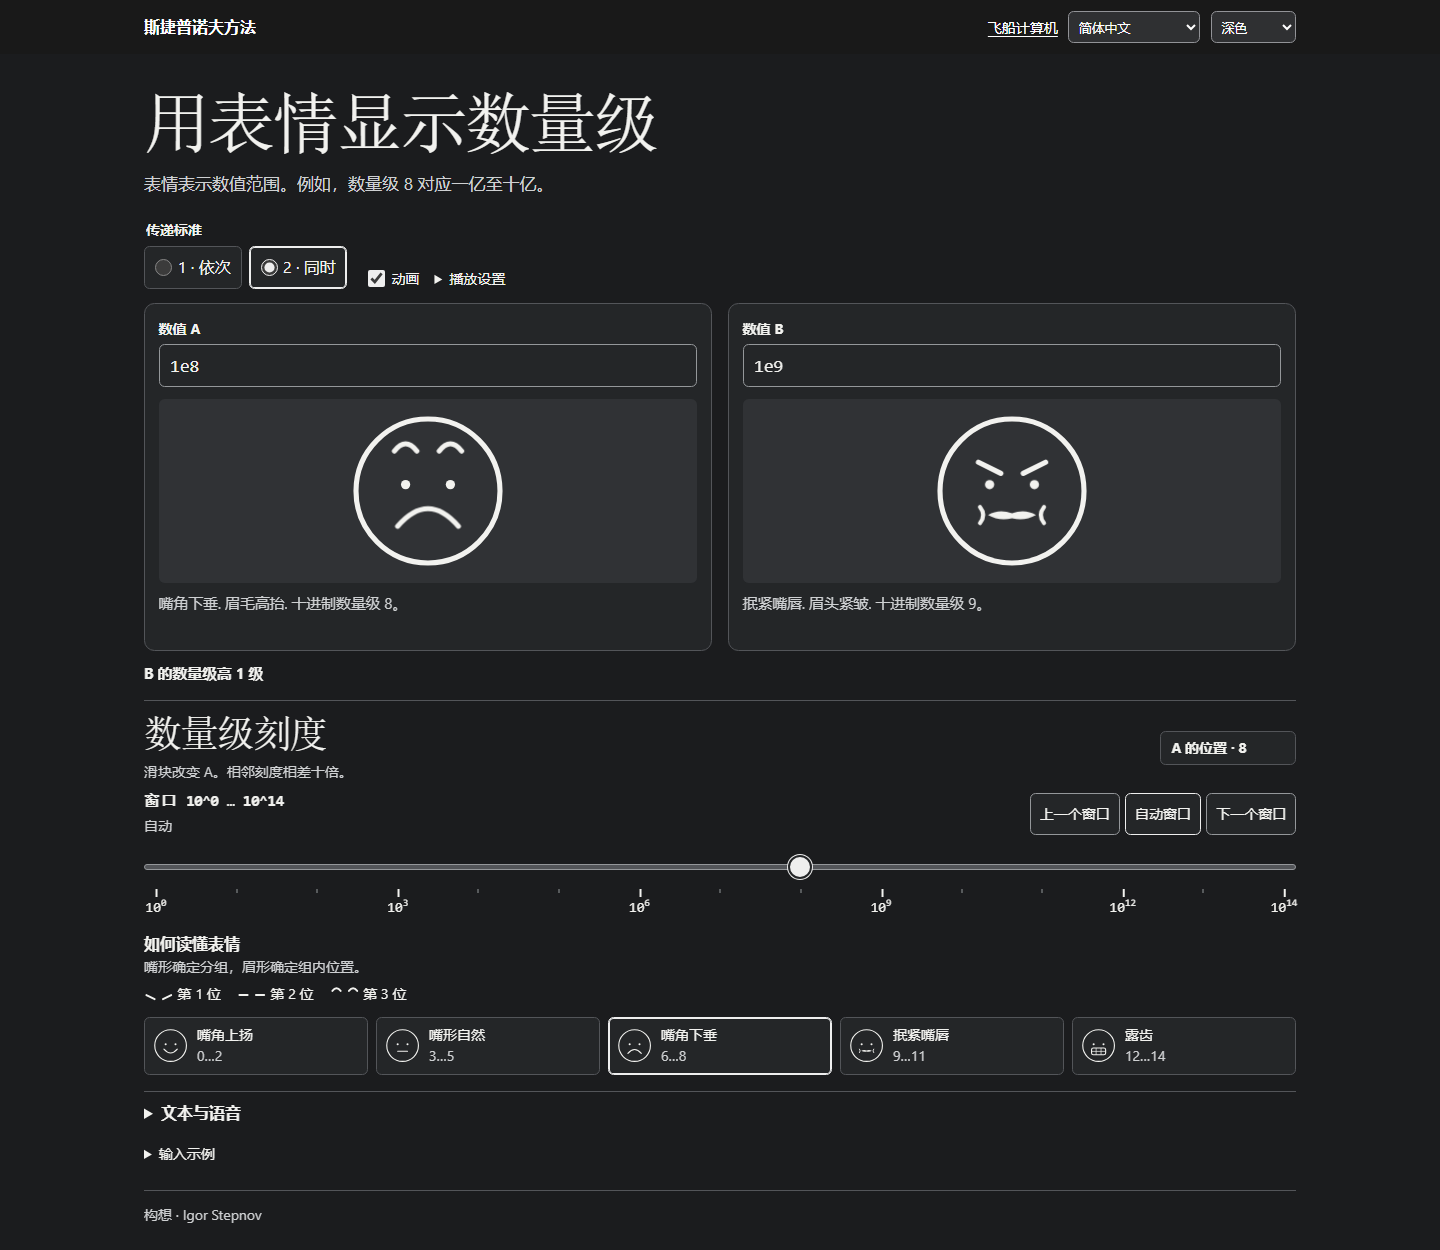 斯捷普诺夫方法
飞船计算机
简体中文
深色
用表情显示数量级
表情表示数值范围。例如，数量级 8 对应一亿至十亿。
传递标准
1 · 依次
2 · 同时
动画
播放设置
数值 A
1e8
嘴角下垂. 眉毛高抬. 十进制数量级 8。
数值 B
1e9
抿紧嘴唇. 眉头紧皱. 十进制数量级 9。
B 的数量级高 1 级
数量级刻度
A 的位置 · 8
滑块改变 A。相邻刻度相差十倍。
窗口 10^0 … 10^14
自动
上一个窗口
自动窗口
下一个窗口
10⁰ 10³ 10⁶ 10⁹ 10¹² 10¹⁴
如何读懂表情
嘴形确定分组，眉形确定组内位置。
第 1 位 第 2 位 第 3 位
嘴角上扬
0…2
嘴形自然
3…5
嘴角下垂
6…8
抿紧嘴唇
9…11
露齿
12…14
文本与语音
输入示例
构想 · Igor Stepnov